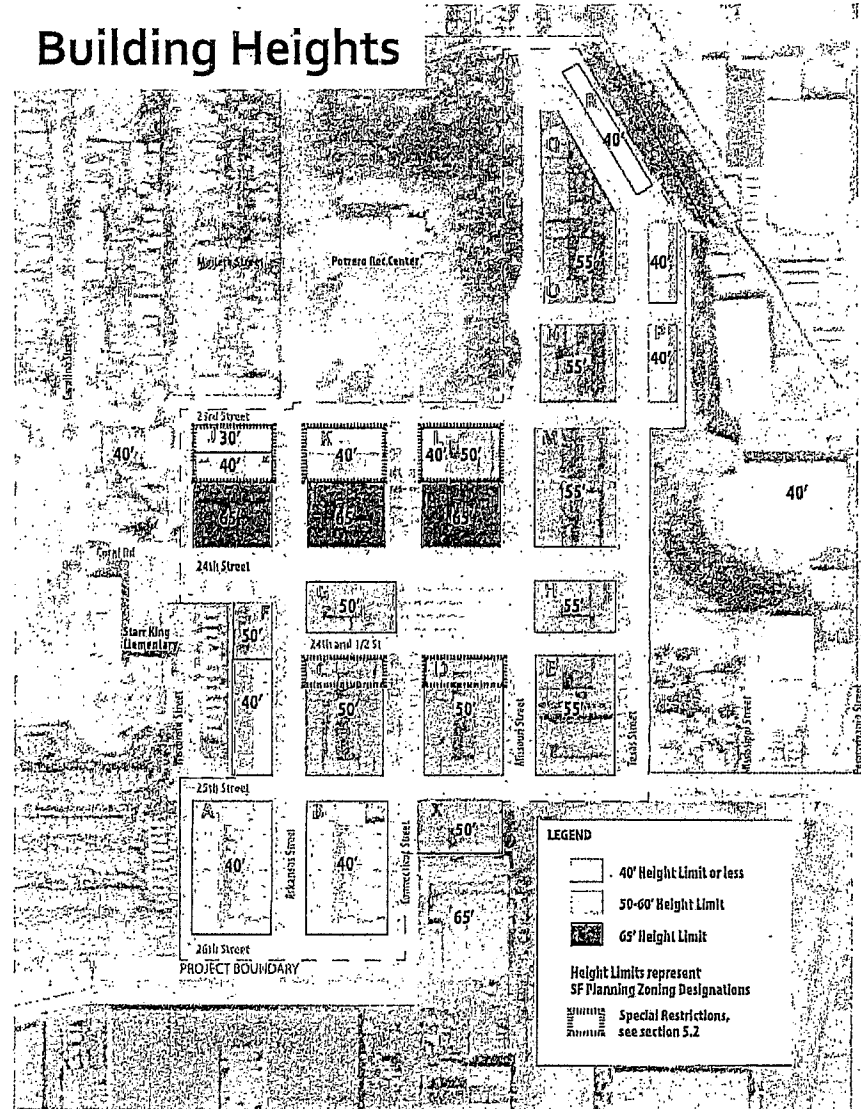 Building Heights
R
40'
Q
Potrero Rec Center
55'
40'
O
N
P
55'
40'
23rd Street
J 30'
K
L
M
40'
40'
40'
40' 50'
55'
40'
65'
65'
65'
24th Street
G
50'
H
55'
Starr King
Elementary
F
50'
24th and 1/2 St
C
D
E
40'
50'
50'
55'
Missouri Street
Texas Street
Mississippi Street
25th Street
A
B
X
50'
40'
40'
Arkansas Street
Connecticut Street
65'
26th Street
PROJECT BOUNDARY
LEGEND
40' Height Limit or less
50-60' Height Limit
65' Height Limit
Height Limits represent
SF Planning Zoning Designations
Special Restrictions,
see section 5.2